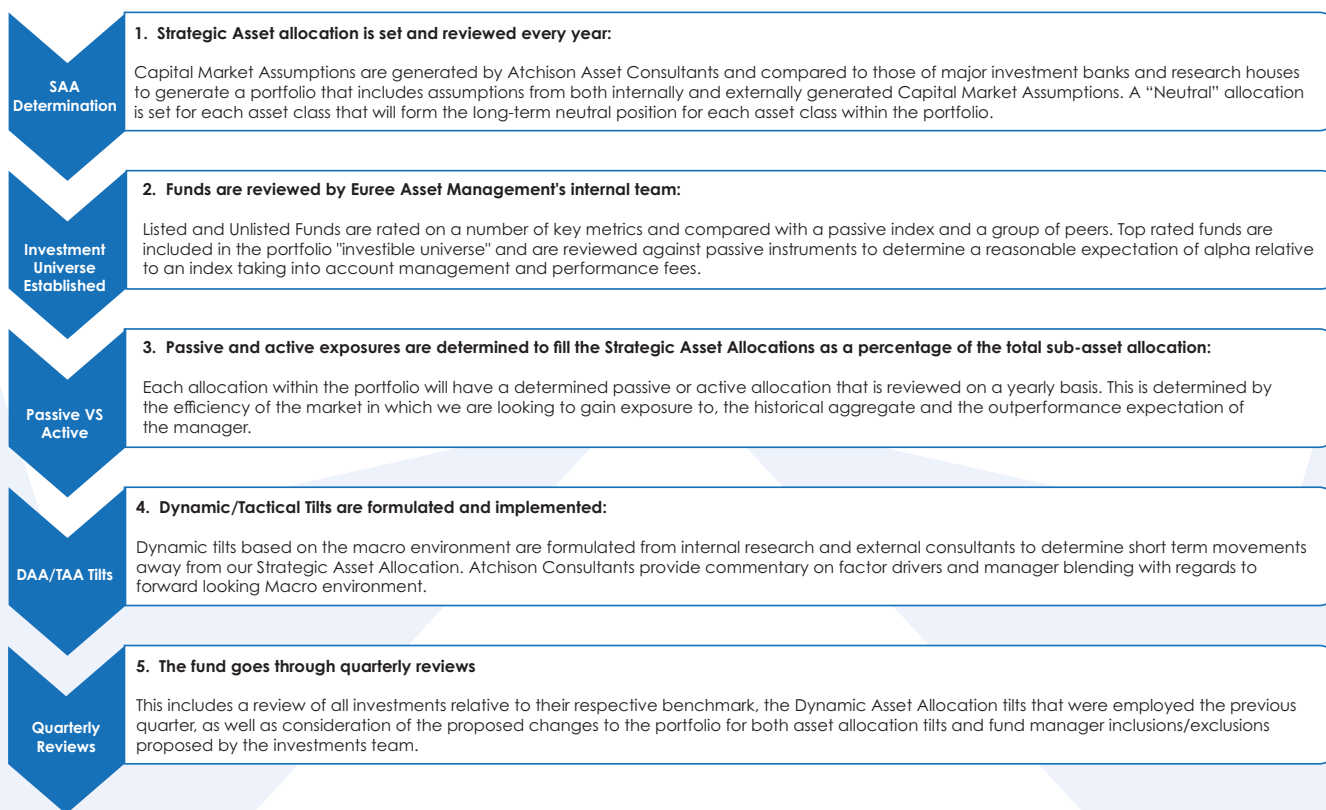 SAA
Determination
1. Strategic Asset allocation is set and reviewed every year:
Capital Market Assumptions are generated by Atchison Asset Consultants and compared to those of major investment banks and research houses
to generate a portfolio that includes assumptions from both internally and externally generated Capital Market Assumptions. A “Neutral” allocation
is set for each asset class that will form the long-term neutral position for each asset class within the portfolio.
Investment
Universe
Established
2. Funds are reviewed by Euree Asset Management's internal team:
Listed and Unlisted Funds are rated on a number of key metrics and compared with a passive index and a group of peers. Top rated funds are
included in the portfolio "investible universe" and are reviewed against passive instruments to determine a reasonable expectation of alpha relative
to an index taking into account management and performance fees.
Passive VS
Active
3. Passive and active exposures are determined to fill the Strategic Asset Allocations as a percentage of the total sub-asset allocation:
Each allocation within the portfolio will have a determined passive or active allocation that is reviewed on a yearly basis. This is determined by
the efficiency of the market in which we are looking to gain exposure to, the historical aggregate and the outperformance expectation of
the manager.
DAA/TAA Tilts
4. Dynamic/Tactical Tilts are formulated and implemented:
Dynamic tilts based on the macro environment are formulated from internal research and external consultants to determine short term movements
away from our Strategic Asset Allocation. Atchison Consultants provide commentary on factor drivers and manager blending with regards to
forward looking Macro environment.
Quarterly
Reviews
5. The fund goes through quarterly reviews
This includes a review of all investments relative to their respective benchmark, the Dynamic Asset Allocation tilts that were employed the previous
quarter, as well as consideration of the proposed changes to the portfolio for both asset allocation tilts and fund manager inclusions/exclusions
proposed by the investments team.